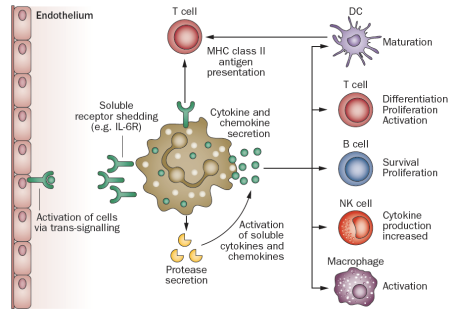 Endothelium
T cell
DC
MHC class II
antigen
presentation
Maturation
Soluble
receptor shedding
(e.g. IL-6R)
Cytokine and
chemokine
secretion
T cell
Differentiation
Proliferation
Activation
B cell
Survival
Proliferation
Activation of cells
via trans-signalling
Activation
of soluble
cytokines and
chemokines
Protease
secretion
NK cell
Cytokine
production
increased
Macrophage
Activation